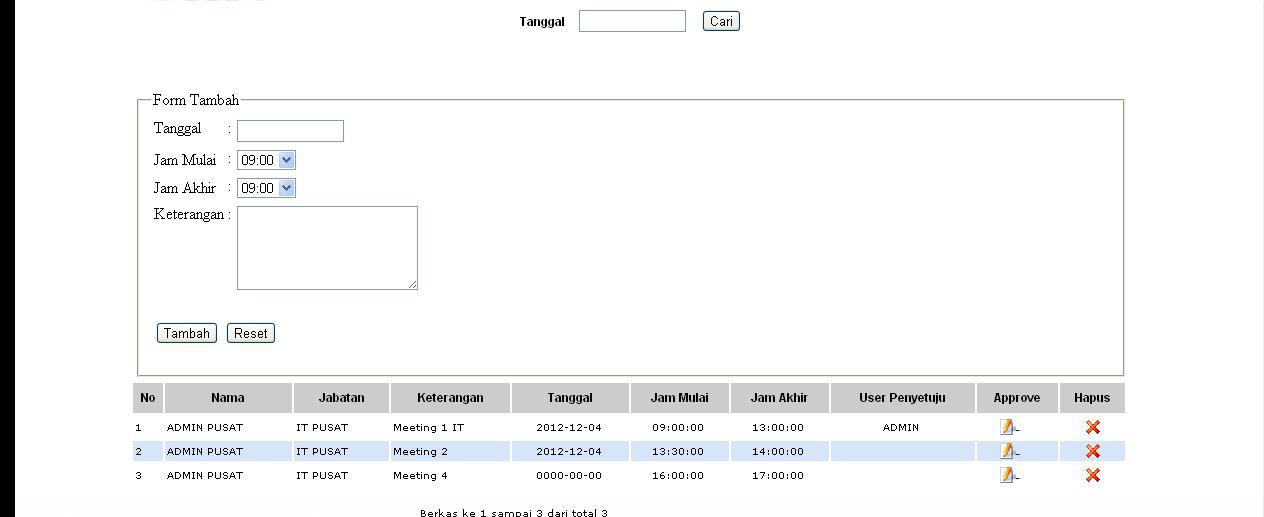 Tanggal Cari
Form Tambah
Tanggal :
Jam Mulai : 09:00
Jam Akhir : 09:00
Keterangan :
Tambah Reset
No Nama Jabatan Keterangan Tanggal Jam Mulai Jam Akhir User Penyetuju Approve Hapus
1 ADMIN PUSAT IT PUSAT Meeting 1 IT 2012-12-04 09:00:00 13:00:00 ADMIN
2 ADMIN PUSAT IT PUSAT Meeting 2 2012-12-04 13:30:00 14:00:00
3 ADMIN PUSAT IT PUSAT Meeting 4 0000-00-00 16:00:00 17:00:00
Berkas ke 1 sampai 3 dari total 3